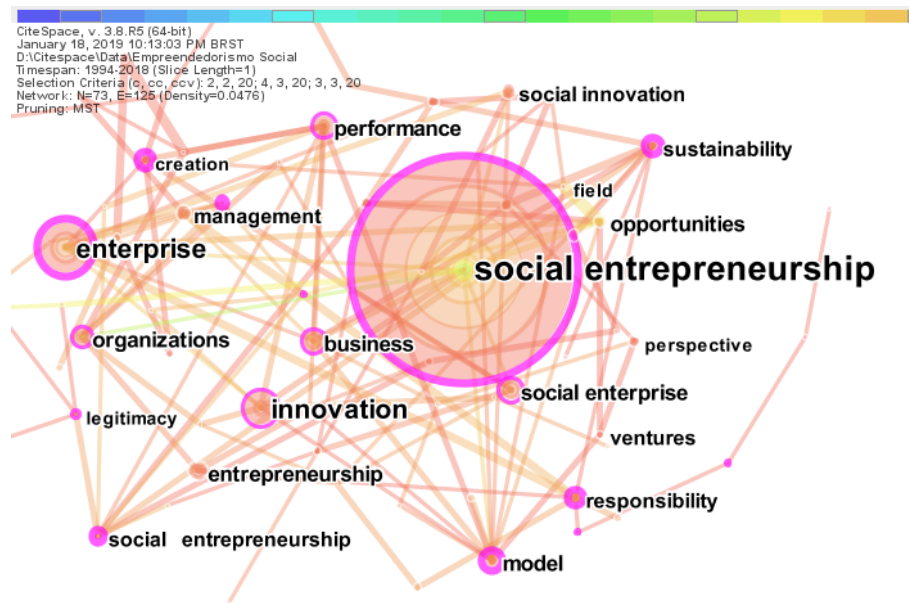 CiteSpace, v. 3.8.R5 (64-bit)
January 18, 2019 10:13:03 PM BRST
D:\Citespace\Data\Empreendedorismo Social
Timespan: 1994-2018 (Slice Length=1)
Selection Criteria (c, cc, ccv): 2, 2, 20; 4, 3, 20; 3, 3, 20
Network: N=73, E=125 (Density=0.0476)
Pruning: MST
social innovation
performance
sustainability
creation
field
management
opportunities
enterprise
social entrepreneurship
organizations
business
perspective
social enterprise
innovation
legitimacy
ventures
entrepreneurship
responsibility
social entrepreneurship
model